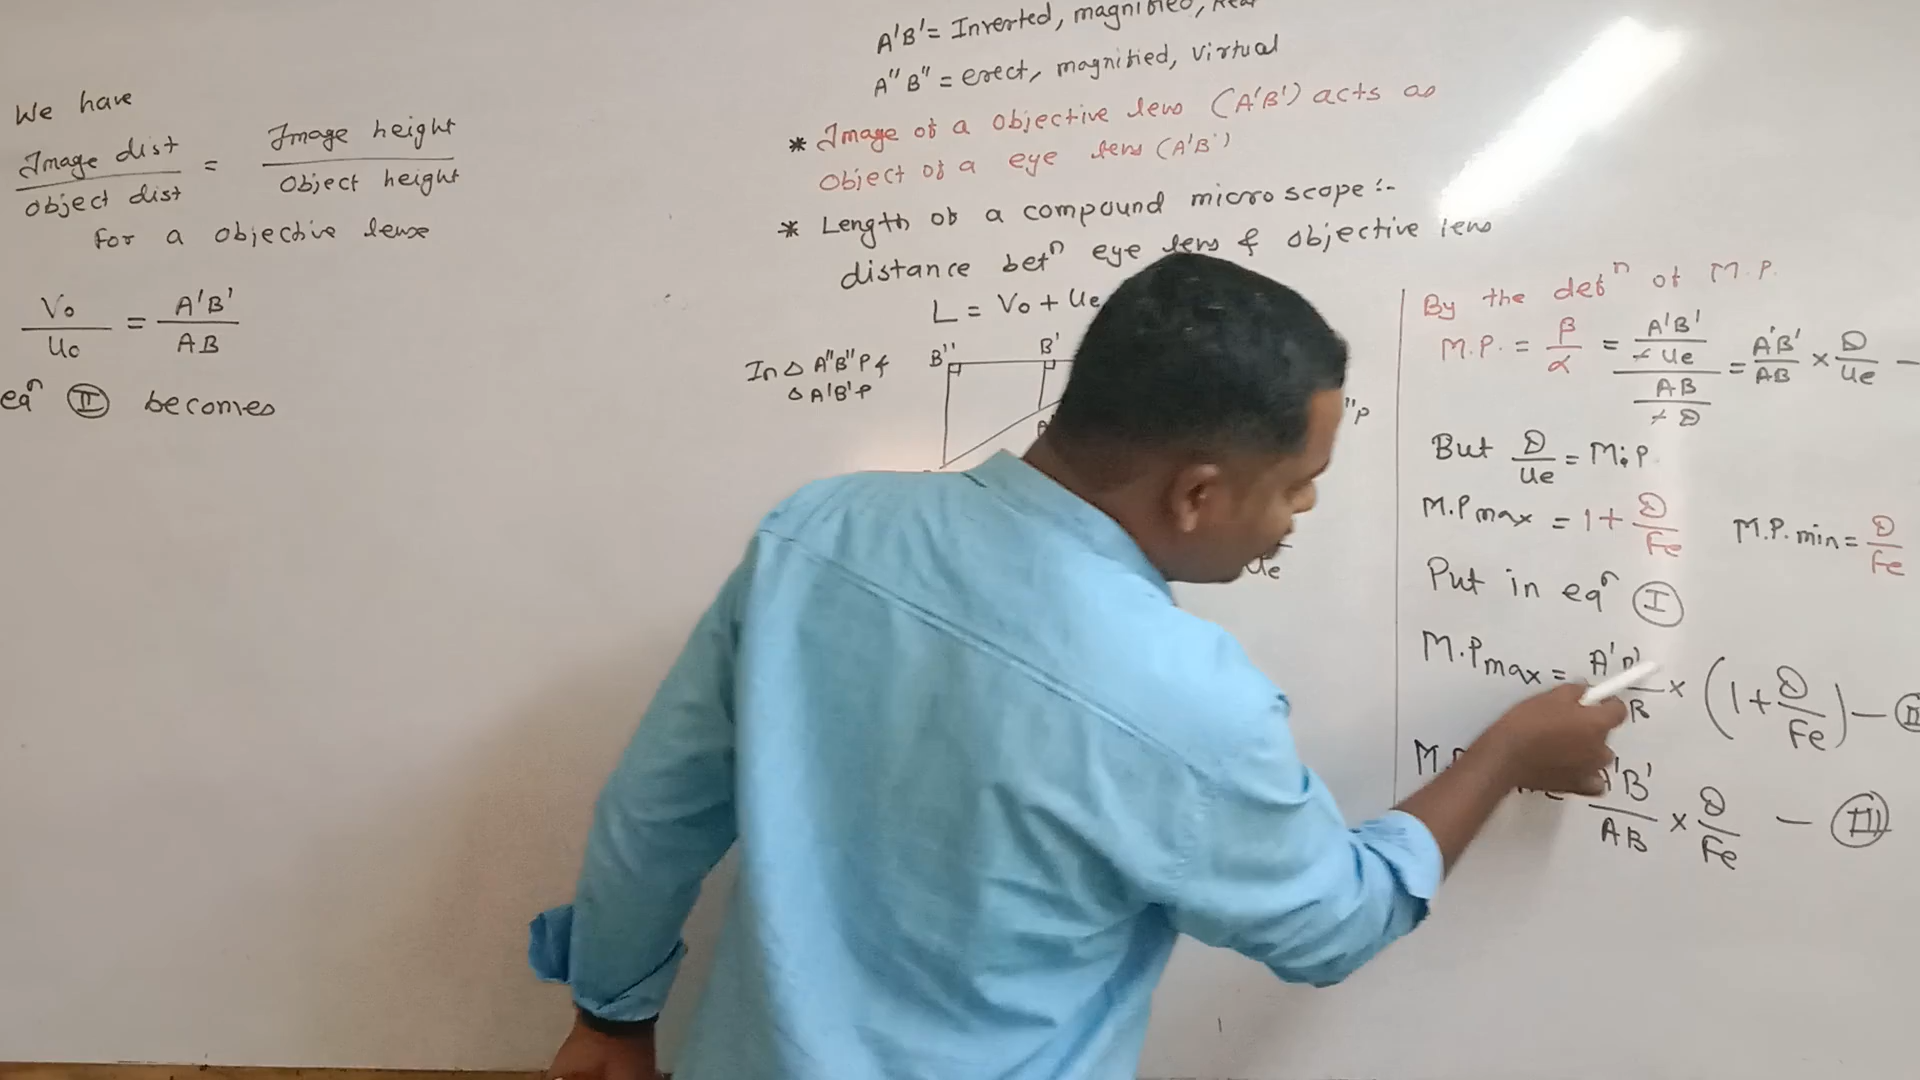 We have
Image dist / Object dist = Image height / Object height
For a objective lense
Vo / Uo = A'B' / AB
eqn II becomes
A'B' = Inverted, magnified,
A"B" = erect, magnified, virtual
* Image of a objective lens (A'B') acts as
object of a eye lens (A'B')
* Length of a compound microscope :-
distance betn eye lens & objective lens
L = Vo + Ue
In △ A"B"P &
△ A'B'P
B" B'
"P
Ue
By the defn of M.P.
M.P. = β / α = (A'B' / -Ue) / (AB / -D) = A'B' / AB × D / Ue —
But D / Ue = M.P
M.P max = 1 + D / Fe M.P. min = D / Fe
Put in eqn I
M.P max = × (1 + D / Fe) — II
A'B' / AB × D / Fe — III